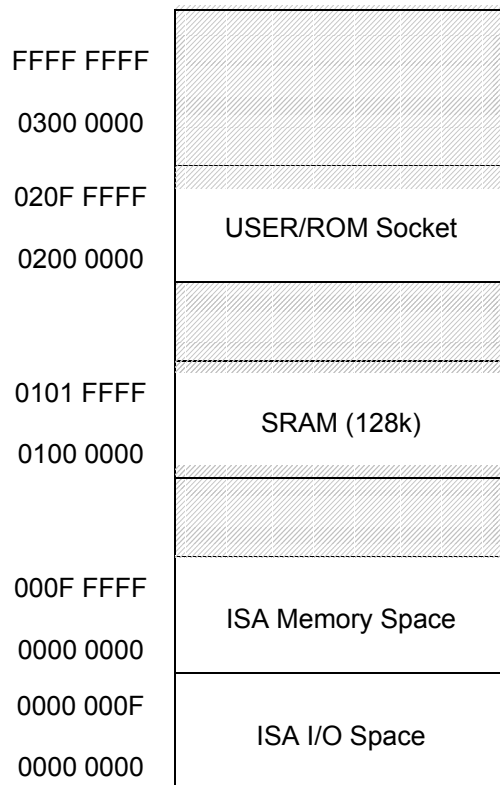 FFFF FFFF
0300 0000
020F FFFF
USER/ROM Socket
0200 0000
0101 FFFF
SRAM (128k)
0100 0000
000F FFFF
ISA Memory Space
0000 0000
0000 000F
ISA I/O Space
0000 0000